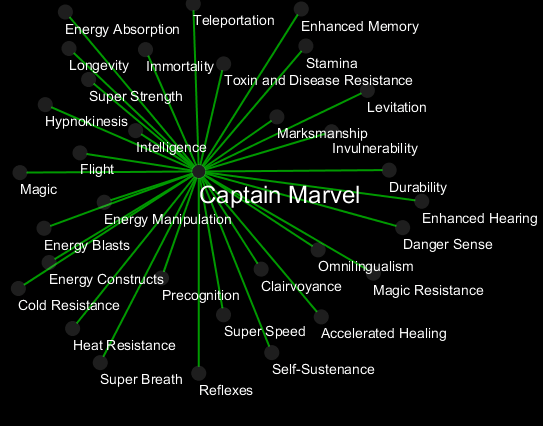 Teleportation
Enhanced Memory
Energy Absorption
Longevity
Immortality
Stamina
Toxin and Disease Resistance
Super Strength
Levitation
Hypnokinesis
Marksmanship
Intelligence
Invulnerability
Flight
Magic
Durability
Captain Marvel
Energy Manipulation
Enhanced Hearing
Energy Blasts
Danger Sense
Omnilingualism
Energy Constructs
Clairvoyance
Magic Resistance
Precognition
Cold Resistance
Super Speed
Accelerated Healing
Heat Resistance
Self-Sustenance
Super Breath
Reflexes